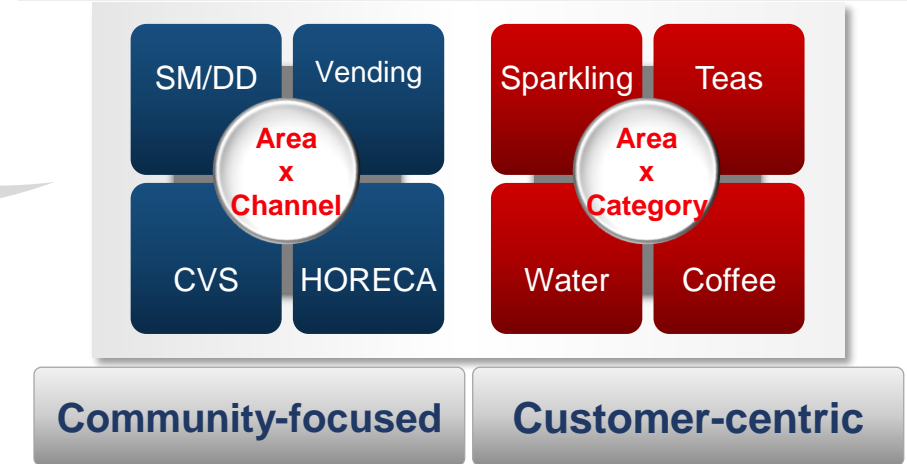 SM/DD
Vending
Area
x
Channel
CVS
HORECA
Sparkling
Teas
Area
x
Category
Water
Coffee
Community-focused
Customer-centric